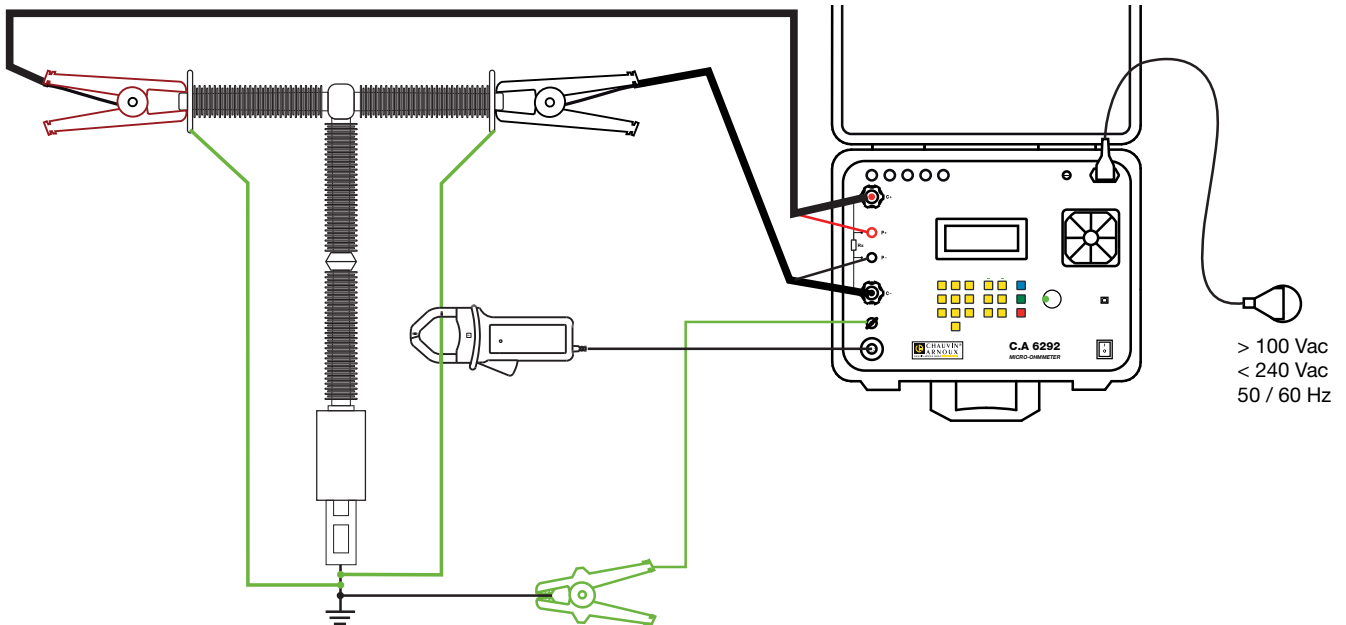 C+
P+
Rx
P-
C-
CHAUVIN
ARNOUX
C.A 6292
MICRO-OHMMETER
> 100 Vac
< 240 Vac
50 / 60 Hz